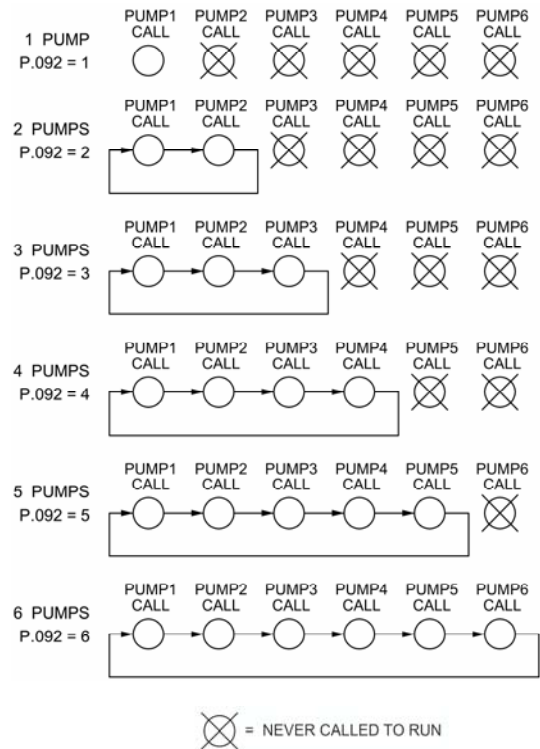 PUMP1 PUMP2 PUMP3 PUMP4 PUMP5 PUMP6
1 PUMP CALL CALL CALL CALL CALL CALL
P.092 = 1
PUMP1 PUMP2 PUMP3 PUMP4 PUMP5 PUMP6
2 PUMPS CALL CALL CALL CALL CALL CALL
P.092 = 2
PUMP1 PUMP2 PUMP3 PUMP4 PUMP5 PUMP6
3 PUMPS CALL CALL CALL CALL CALL CALL
P.092 = 3
PUMP1 PUMP2 PUMP3 PUMP4 PUMP5 PUMP6
4 PUMPS CALL CALL CALL CALL CALL CALL
P.092 = 4
PUMP1 PUMP2 PUMP3 PUMP4 PUMP5 PUMP6
5 PUMPS CALL CALL CALL CALL CALL CALL
P.092 = 5
PUMP1 PUMP2 PUMP3 PUMP4 PUMP5 PUMP6
6 PUMPS CALL CALL CALL CALL CALL CALL
P.092 = 6
= NEVER CALLED TO RUN